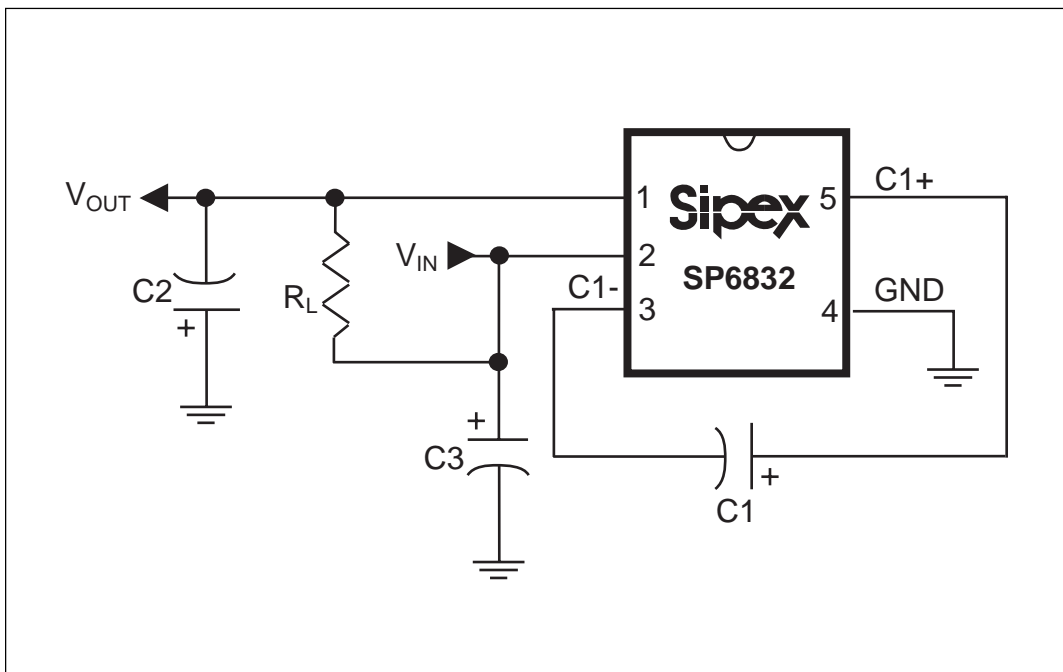 1
Sipex
5
C1+
VOUT
VIN
2
SP6832
C1-
3
GND
4
C2
+
RL
+
C3
+
C1